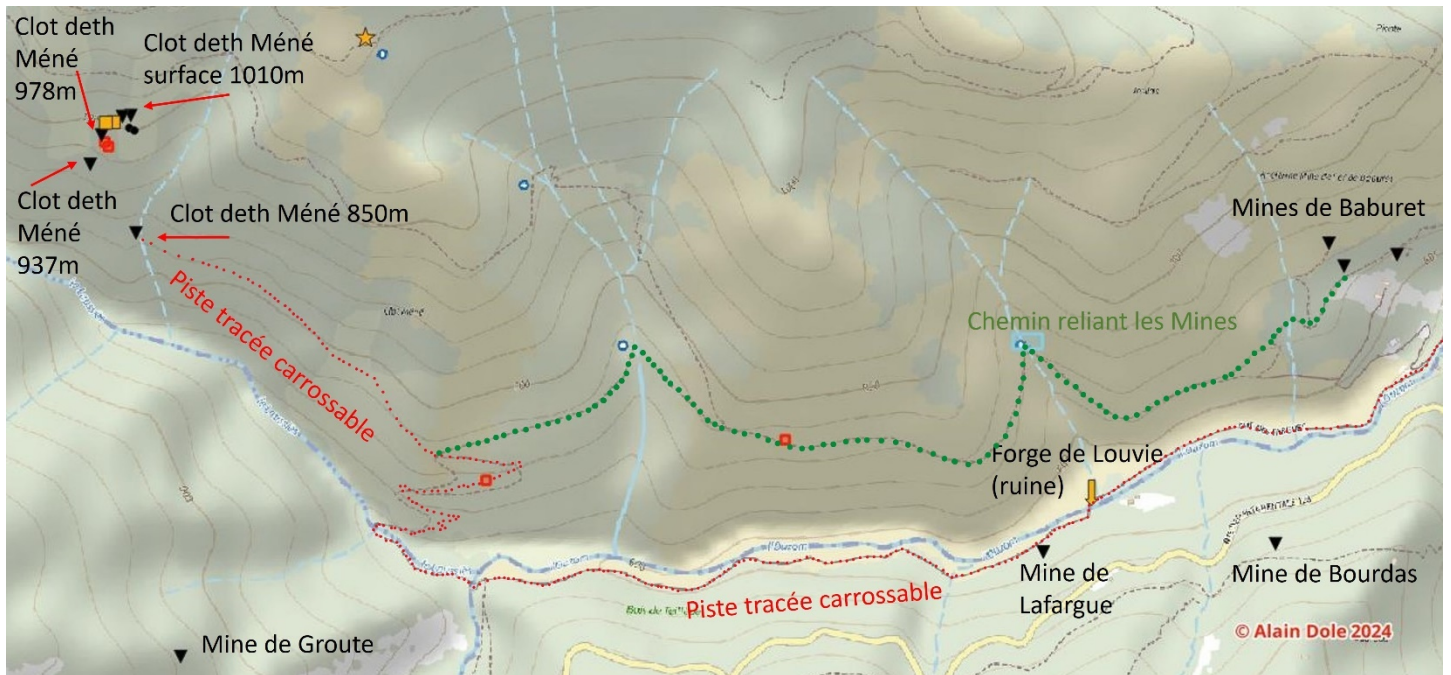 Clot deth
Méné
978m
Clot deth Méné
surface 1010m
Clot deth
Méné
937m
Clot deth Méné 850m
Piste tracée carrossable
Mines de Baburet
Chemin reliant les Mines
Forge de Louvie
(ruine)
Piste tracée carrossable
Mine de
Lafargue
Mine de Bourdas
Mine de Groute
© Alain Dole 2024